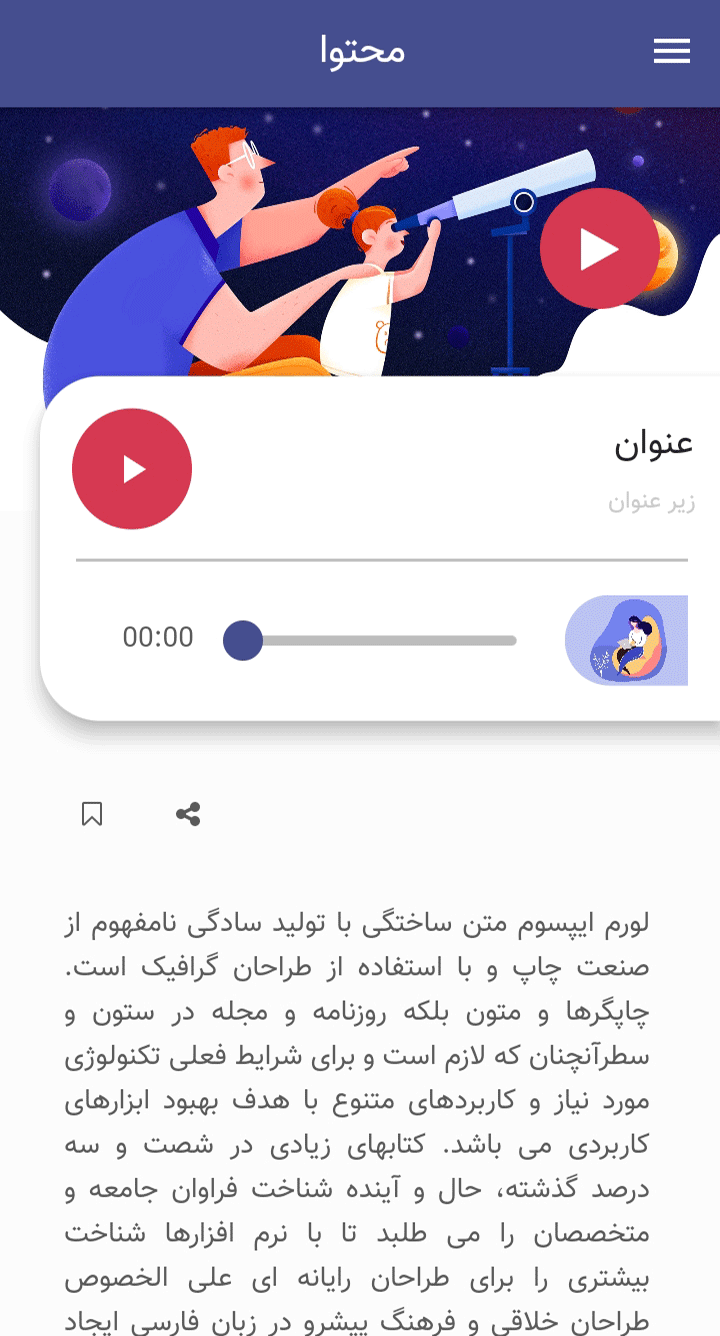 محتوا
عنوان
زیر عنوان
00:00
لورم ایپسوم متن ساختگی با تولید سادگی نامفهوم از
صنعت چاپ و با استفاده از طراحان گرافیک است.
چاپگرها و متون بلکه روزنامه و مجله در ستون و
سطرآنچنان که لازم است و برای شرایط فعلی تکنولوژی
مورد نیاز و کاربردهای متنوع با هدف بهبود ابزارهای
کاربردی می باشد. کتابهای زیادی در شصت و سه
درصد گذشته، حال و آینده شناخت فراوان جامعه و
متخصصان را می طلبد تا با نرم افزارها شناخت
بیشتری را برای طراحان رایانه ای علی الخصوص
طراحان خلاقی و فرهنگ پیشرو در زبان فارسی ایجاد